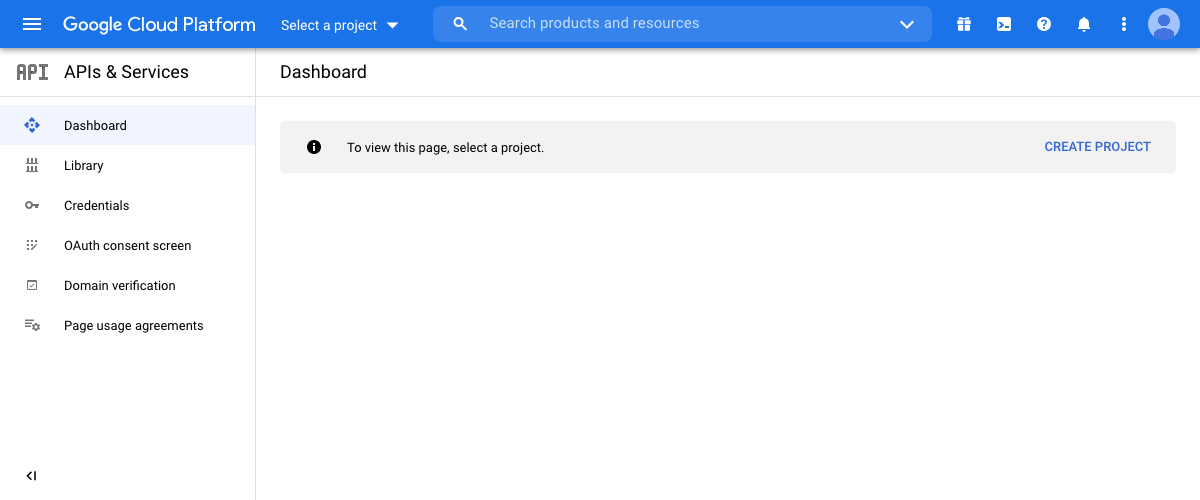 Google Cloud Platform
Select a project
Search products and resources
API
APIs & Services
Dashboard
Dashboard
Library
Credentials
OAuth consent screen
Domain verification
Page usage agreements
To view this page, select a project.
CREATE PROJECT